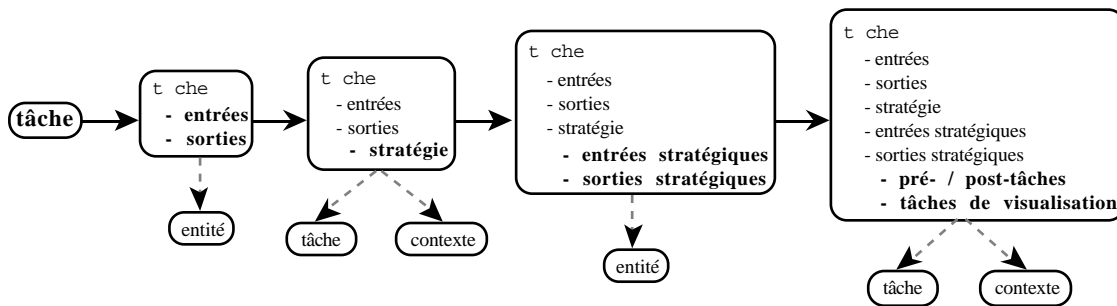 tâche
t che
- entrées
- sorties
entité
t che
- entrées
- sorties
- stratégie
tâche
contexte
t che
- entrées
- sorties
- stratégie
- entrées stratégiques
- sorties stratégiques
entité
t che
- entrées
- sorties
- stratégie
- entrées stratégiques
- sorties stratégiques
- pré- / post-tâches
- tâches de visualisation
tâche
contexte